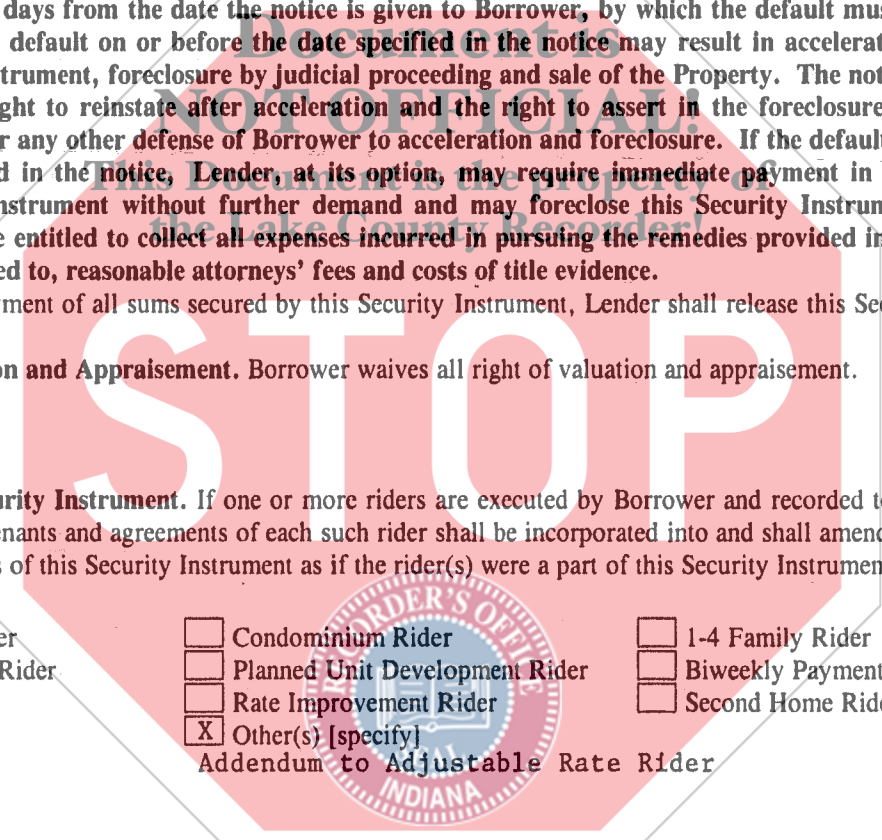 days from the date the notice is given to Borrower, by which the default mus
default on or before the date specified in the notice may result in accelerat
trument, foreclosure by judicial proceeding and sale of the Property. The not
ght to reinstate after acceleration and the right to assert in the foreclosure
r any other defense of Borrower to acceleration and foreclosure. If the default
d in the notice, Lender, at its option, may require immediate payment in
nstrument without further demand and may foreclose this Security Instrum
e entitled to collect all expenses incurred in pursuing the remedies provided in
ed to, reasonable attorneys' fees and costs of title evidence.
yment of all sums secured by this Security Instrument, Lender shall release this Sec
on and Appraisement. Borrower waives all right of valuation and appraisement.
urity Instrument. If one or more riders are executed by Borrower and recorded t
enants and agreements of each such rider shall be incorporated into and shall amend
s of this Security Instrument as if the rider(s) were a part of this Security Instrumen
er Condominium Rider 1-4 Family Rider
Rider Planned Unit Development Rider Biweekly Payment
Rate Improvement Rider Second Home Ride
X Other(s) [specify]
Addendum to Adjustable Rate Rider
Document is
NOT OFFICIAL!
This Document is the property of
the Lake County Recorder!
STOP
RECORDER'S OFFICE
SEAL
INDIANA